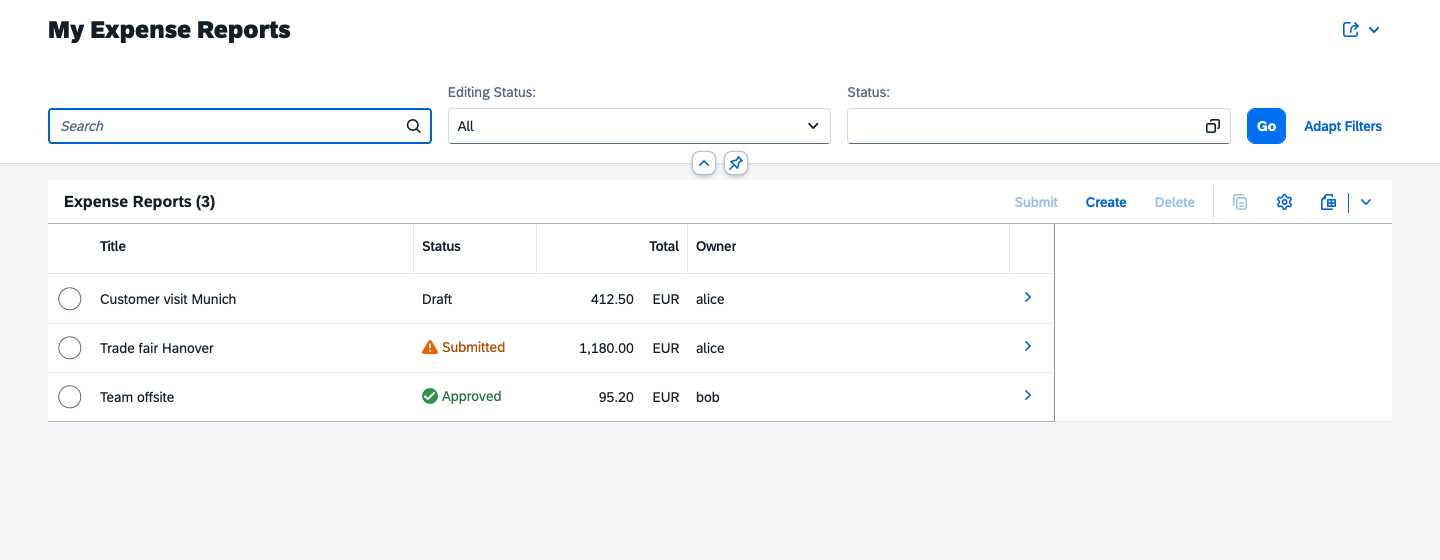 My Expense Reports
Editing Status:
Status:
Search
All
Go
Adapt Filters
Expense Reports (3)
Submit
Create
Delete
Title Status Total Owner
Customer visit Munich Draft 412.50 EUR alice
Trade fair Hanover Submitted 1,180.00 EUR alice
Team offsite Approved 95.20 EUR bob